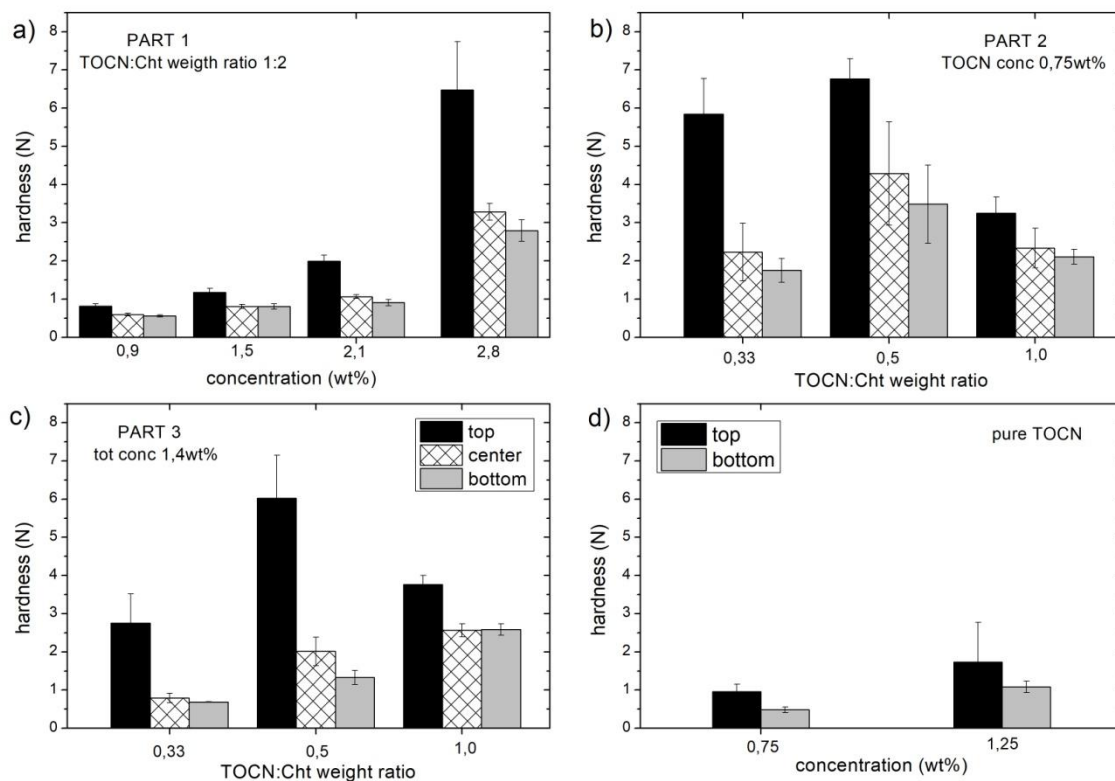 a)
PART 1
TOCN:Cht weigth ratio 1:2
hardness (N)
8
7
6
5
4
3
2
1
0
0,9 1,5 2,1 2,8
concentration (wt%)
b)
PART 2
TOCN conc 0,75wt%
hardness (N)
8
7
6
5
4
3
2
1
0
0,33 0,5 1,0
TOCN:Cht weight ratio
c)
PART 3
tot conc 1,4wt%
top
center
bottom
hardness (N)
8
7
6
5
4
3
2
1
0
0,33 0,5 1,0
TOCN:Cht weight ratio
d)
top
bottom
pure TOCN
hardness (N)
8
7
6
5
4
3
2
1
0
0,75 1,25
concentration (wt%)